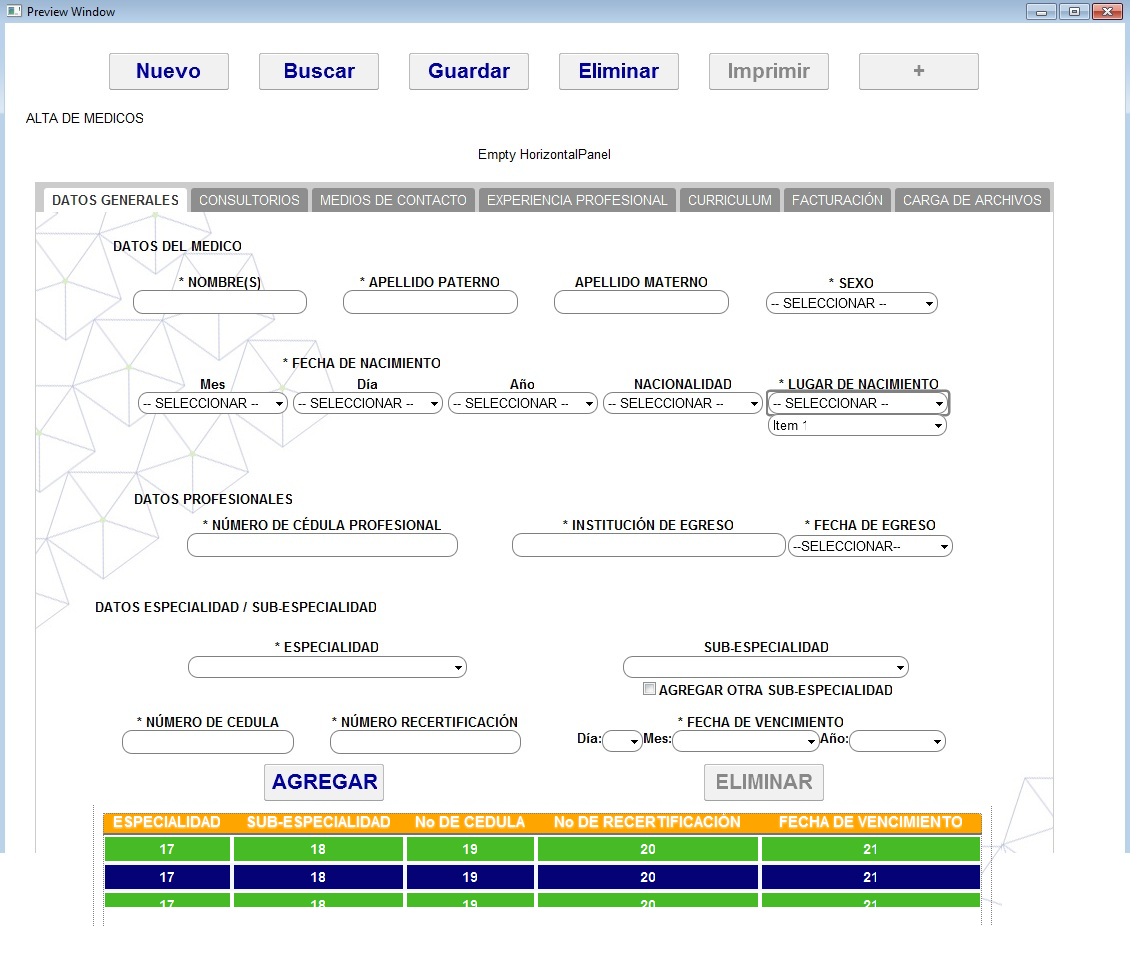 Preview Window
Nuevo Buscar Guardar Eliminar Imprimir +
ALTA DE MEDICOS
Empty HorizontalPanel
DATOS GENERALES CONSULTORIOS MEDIOS DE CONTACTO EXPERIENCIA PROFESIONAL CURRICULUM FACTURACIÓN CARGA DE ARCHIVOS
DATOS DEL MEDICO
* NOMBRE(S) * APELLIDO PATERNO APELLIDO MATERNO * SEXO
-- SELECCIONAR --
* FECHA DE NACIMIENTO
Mes Día Año NACIONALIDAD * LUGAR DE NACIMIENTO
-- SELECCIONAR -- -- SELECCIONAR -- -- SELECCIONAR -- -- SELECCIONAR -- -- SELECCIONAR --
Item 1
DATOS PROFESIONALES
* NÚMERO DE CÉDULA PROFESIONAL * INSTITUCIÓN DE EGRESO * FECHA DE EGRESO
--SELECCIONAR--
DATOS ESPECIALIDAD / SUB-ESPECIALIDAD
* ESPECIALIDAD SUB-ESPECIALIDAD
AGREGAR OTRA SUB-ESPECIALIDAD
* NÚMERO DE CEDULA * NÚMERO RECERTIFICACIÓN * FECHA DE VENCIMIENTO
Día: Mes: Año:
AGREGAR ELIMINAR
ESPECIALIDAD SUB-ESPECIALIDAD No DE CEDULA No DE RECERTIFICACIÓN FECHA DE VENCIMIENTO
17 18 19 20 21
17 18 19 20 21
17 18 19 20 21